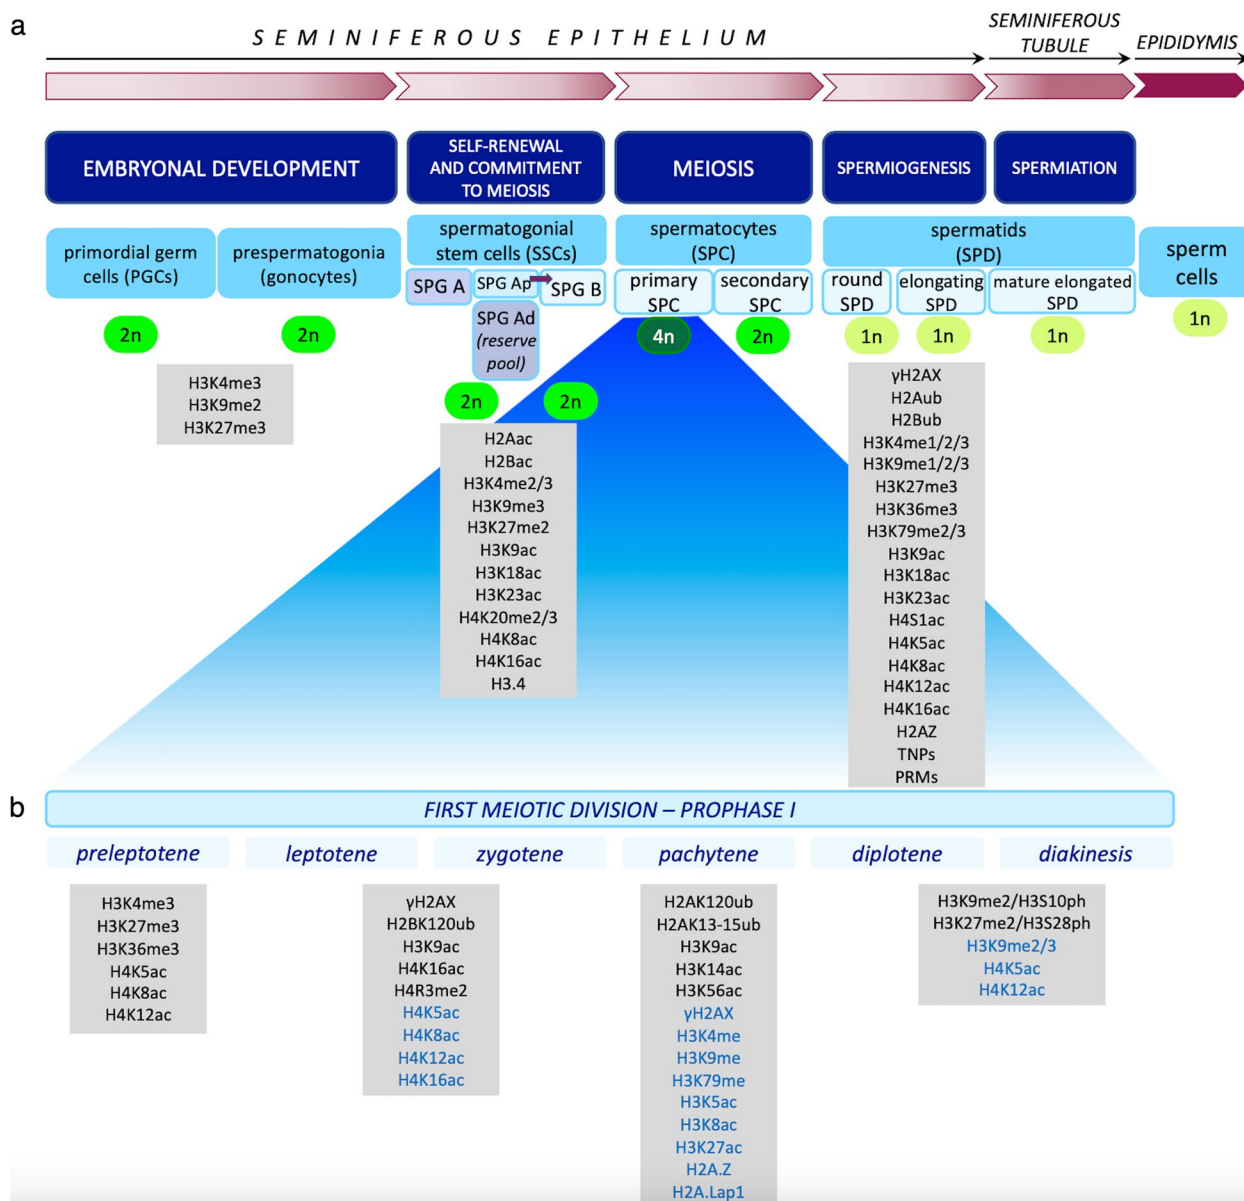 a
SEMINIFEROUS EPITHELIUM
SEMINIFEROUS
TUBULE
EPIDIDYMIS
EMBRYONAL DEVELOPMENT
SELF-RENEWAL
AND COMMITMENT
TO MEIOSIS
MEIOSIS
SPERMIOGENESIS
SPERMIATION
primordial germ
cells (PGCs)
prespermatogonia
(gonocytes)
spermatogonial
stem cells (SSCs)
spermatocytes
(SPC)
spermatids
(SPD)
sperm
cells
SPG A
SPG Ap
SPG B
SPG Ad
(reserve
pool)
primary
SPC
secondary
SPC
round
SPD
elongating
SPD
mature elongated
SPD
2n
2n
2n
2n
4n
2n
1n
1n
1n
1n
H3K4me3
H3K9me2
H3K27me3
H2Aac
H2Bac
H3K4me2/3
H3K9me3
H3K27me2
H3K9ac
H3K18ac
H3K23ac
H4K20me2/3
H4K8ac
H4K16ac
H3.4
γH2AX
H2Aub
H2Bub
H3K4me1/2/3
H3K9me1/2/3
H3K27me3
H3K36me3
H3K79me2/3
H3K9ac
H3K18ac
H3K23ac
H4S1ac
H4K5ac
H4K8ac
H4K12ac
H4K16ac
H2AZ
TNPs
PRMs
b
FIRST MEIOTIC DIVISION – PROPHASE I
preleptotene
leptotene
zygotene
pachytene
diplotene
diakinesis
H3K4me3
H3K27me3
H3K36me3
H4K5ac
H4K8ac
H4K12ac
γH2AX
H2BK120ub
H3K9ac
H4K16ac
H4R3me2
H4K5ac
H4K8ac
H4K12ac
H4K16ac
H2AK120ub
H2AK13-15ub
H3K9ac
H3K14ac
H3K56ac
γH2AX
H3K4me
H3K9me
H3K79me
H3K5ac
H3K8ac
H3K27ac
H2A.Z
H2A.Lap1
H3K9me2/H3S10ph
H3K27me2/H3S28ph
H3K9me2/3
H4K5ac
H4K12ac